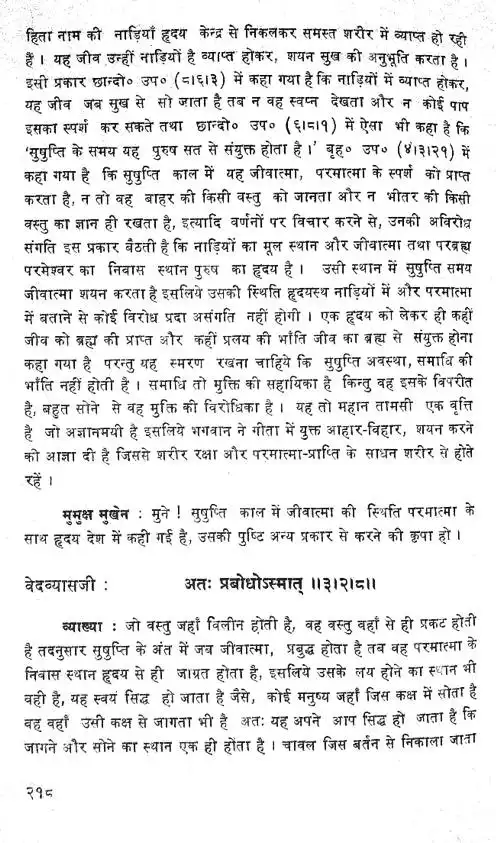 हिता नाम की नाड़ियाँ हृदय केन्द्र से निकलकर समस्त शरीर में व्याप्त हो रही
हैं । यह जीव उन्हीं नाड़ियों है व्याप्त होकर, शयन सुख की अनुभूति करता है ।
इसी प्रकार छान्दो० उप० (८।६।३) में कहा गया है कि नाड़ियों में व्याप्त होकर,
यह जीव जब सुख से सो जाता है तब न वह स्वप्न देखता और न कोई पाप
इसका स्पर्श कर सकते तथा छान्दो० उप० (६।८।१) में ऐसा भी कहा है कि
'सुषुप्ति के समय यह पुरुष सत से संयुक्त होता है ।' बृह० उप० (४।३।२१) में
कहा गया है कि सुषुप्ति काल में यह जीवात्मा, परमात्मा के स्पर्श को प्राप्त
करता है, न तो वह बाहर की किसी वस्तु को जानता और न भीतर की किसी
वस्तु का ज्ञान ही रखता है, इत्यादि वर्णनों पर विचार करने से, उनकी अविरोध
संगति इस प्रकार बैठती है कि नाड़ियों का मूल स्थान और जीवात्मा तथा परब्रह्म
परमेश्वर का निवास स्थान पुरुष का हृदय है । उसी स्थान में सुषुप्ति समय
जीवात्मा शयन करता है इसलिये उसकी स्थिति हृदयस्थ नाड़ियों में और परमात्मा
में बताने से कोई विरोध प्रदा असंगति नहीं होगी । एक हृदय को लेकर ही कहीं
जीव को ब्रह्म की प्राप्त और कहीं प्रलय की भाँति जीव का ब्रह्म से संयुक्त होना
कहा गया है परन्तु यह स्मरण रखना चाहिये कि सुषुप्ति अवस्था, समाधि की
भाँति नहीं होती है । समाधि तो मुक्ति की सहायिका है किन्तु वह इसके विपरीत
है, बहुत सोने से वह मुक्ति की विरोधिका है । यह तो महान तामसी एक वृत्ति
है जो अज्ञानमयी है इसलिये भगवान ने गीता में युक्त आहार-विहार, शयन करने
की आज्ञा दी है जिससे शरीर रक्षा और परमात्मा-प्राप्ति के साधन शरीर से होते
रहें ।
मुमुक्ष मुखेन : मुने ! सुषुप्ति काल में जीवात्मा की स्थिति परमात्मा के
साथ हृदय देश में कही गई है, उसकी पुष्टि अन्य प्रकार से करने की कृपा हो ।
वेदव्यासजी : अतः प्रबोधोऽस्मात् ॥३।२।८॥
व्याख्या : जो वस्तु जहाँ विलीन होती है, वह वस्तु वहाँ से ही प्रकट होती
है तदनुसार सुषुप्ति के अंत में जब जीवात्मा, प्रबुद्ध होता है तब वह परमात्मा के
निवास स्थान हृदय से ही जाग्रत होता है, इसलिये उसके लय होने का स्थान भी
वही है, यह स्वयं सिद्ध हो जाता है जैसे, कोई मनुष्य जहाँ जिस कक्ष में सोता है
वह वहाँ उसी कक्ष से जागता भी है अतः यह अपने आप सिद्ध हो जाता है कि
जागने और सोने का स्थान एक ही होता है । चावल जिस बर्तन से निकाला जाता
२१८